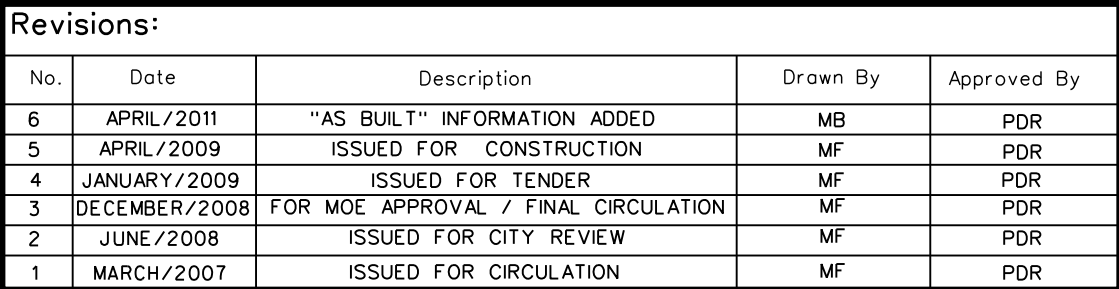 Revisions:
No. Date Description Drawn By Approved By
6 APRIL/2011 "AS BUILT" INFORMATION ADDED MB PDR
5 APRIL/2009 ISSUED FOR CONSTRUCTION MF PDR
4 JANUARY/2009 ISSUED FOR TENDER MF PDR
3 DECEMBER/2008 FOR MOE APPROVAL / FINAL CIRCULATION MF PDR
2 JUNE/2008 ISSUED FOR CITY REVIEW MF PDR
1 MARCH/2007 ISSUED FOR CIRCULATION MF PDR